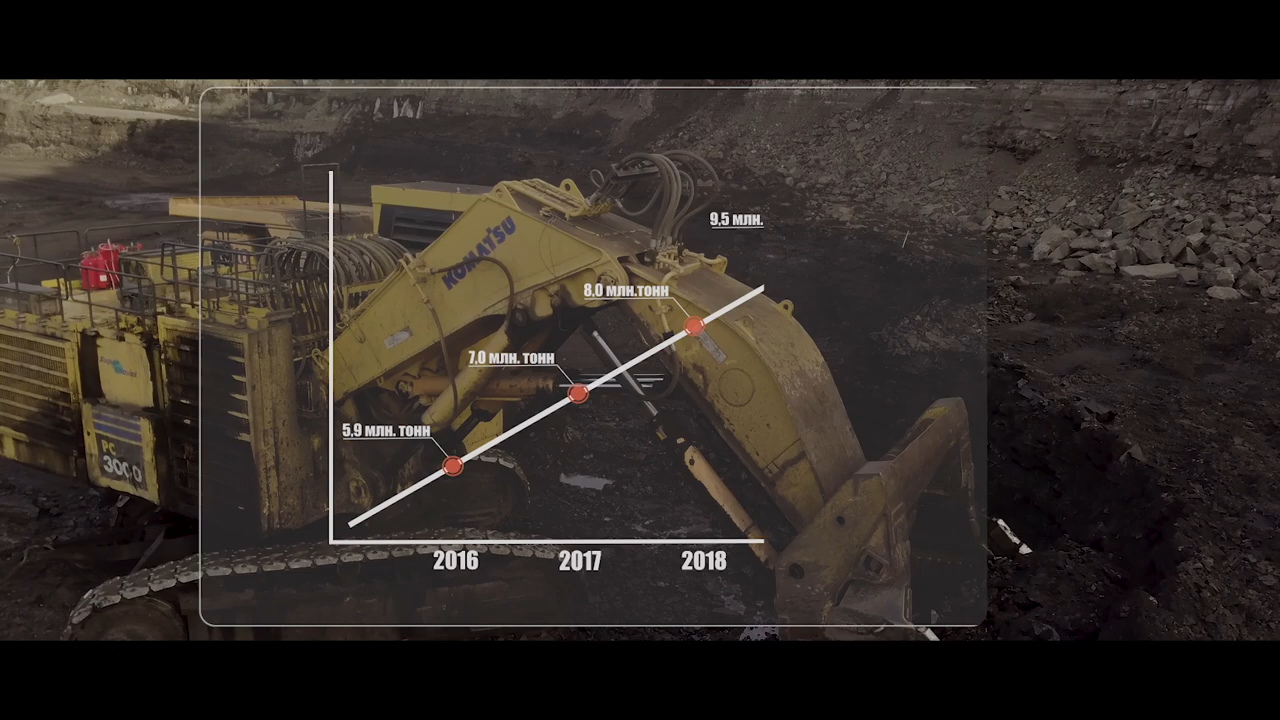 KOMATSU
9,5 млн.
8,0 млн.тонн
7,0 млн. тонн
5,9 млн. тонн
PC
3000
2016
2017
2018